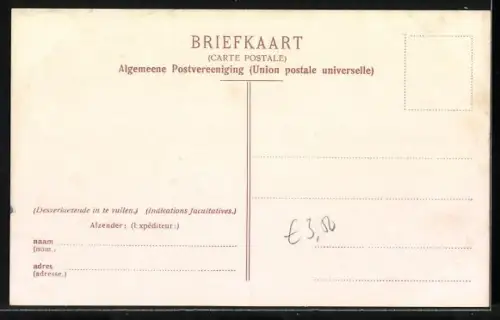 BRIEFKAART
(CARTE POSTALE)
Algemeene Postvereeniging (Union postale universelle)
(Desverkiezende in te vullen.) (Indications facultatives.)
Afzender: (Expéditeur:)
naam
(nom:)
adres
(adresse.)
€3,50